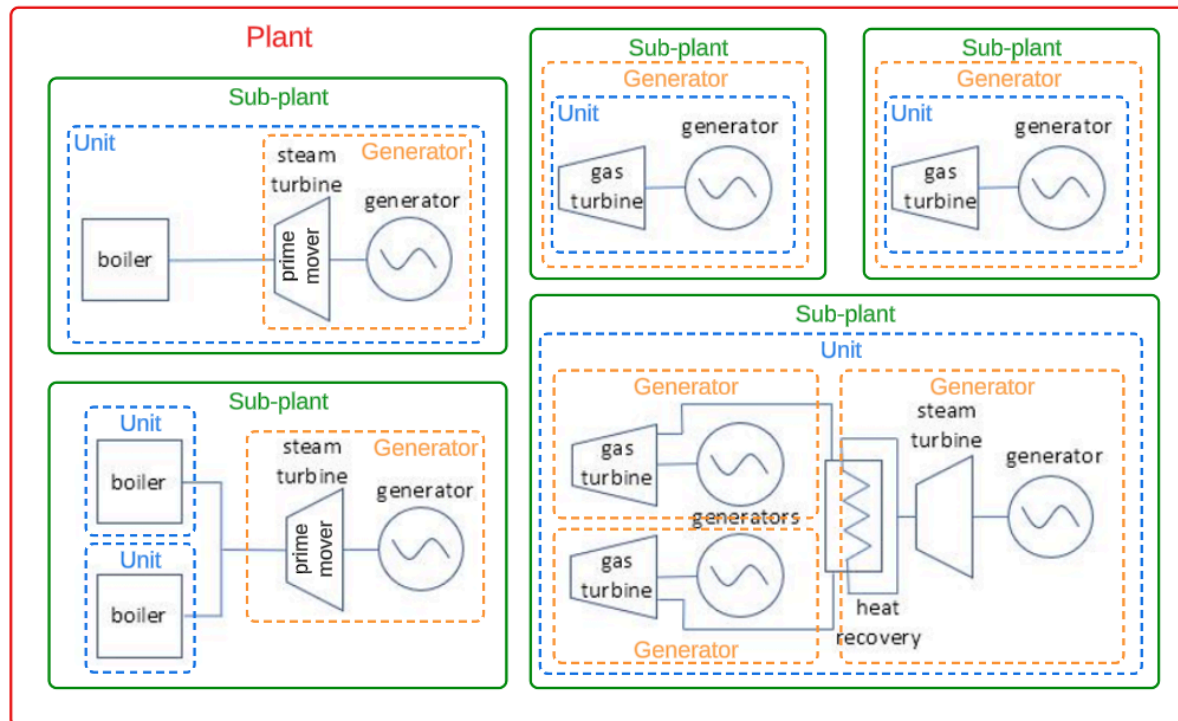 Plant
Sub-plant
Unit
Generator
steam
turbine
generator
boiler
prime
mover
Sub-plant
Generator
Unit
generator
gas
turbine
Sub-plant
Generator
Unit
generator
gas
turbine
Sub-plant
Unit
Generator
steam
turbine
generator
boiler
prime
mover
Unit
boiler
Sub-plant
Unit
Generator
Generator
steam
turbine
gas
turbine
generator
generators
gas
turbine
heat
recovery
Generator